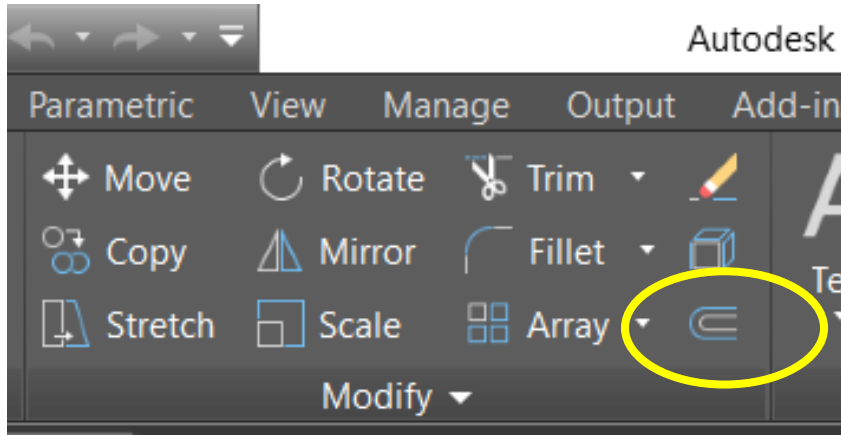 Autodesk
Parametric View Manage Output Add-in
Move Rotate Trim
Copy Mirror Fillet
Stretch Scale Array
Modify